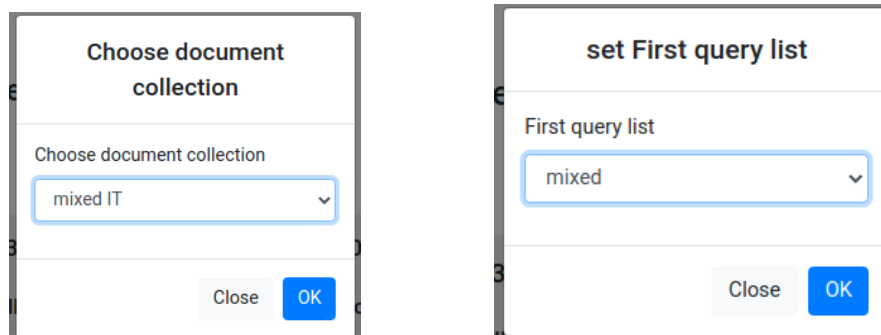 Choose document
collection
Choose document collection
mixed IT
Close
OK
set First query list
First query list
mixed
Close
OK